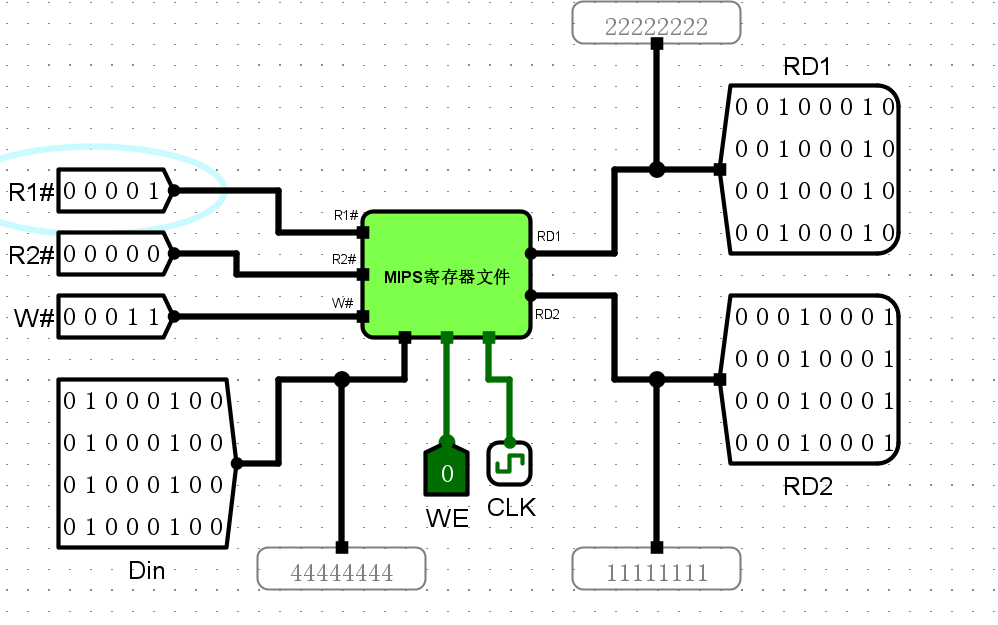 22222222
RD1
0 0 1 0 0 0 1 0
0 0 1 0 0 0 1 0
0 0 1 0 0 0 1 0
0 0 1 0 0 0 1 0
R1# 0 0 0 0 1
R2# 0 0 0 0 0
W# 0 0 0 1 1
R1#
R2#
W#
MIPS寄存器文件
RD1
RD2
0 0 0 1 0 0 0 1
0 0 0 1 0 0 0 1
0 0 0 1 0 0 0 1
0 0 0 1 0 0 0 1
RD2
0 1 0 0 0 1 0 0
0 1 0 0 0 1 0 0
0 1 0 0 0 1 0 0
0 1 0 0 0 1 0 0
Din
0
WE
CLK
44444444
11111111